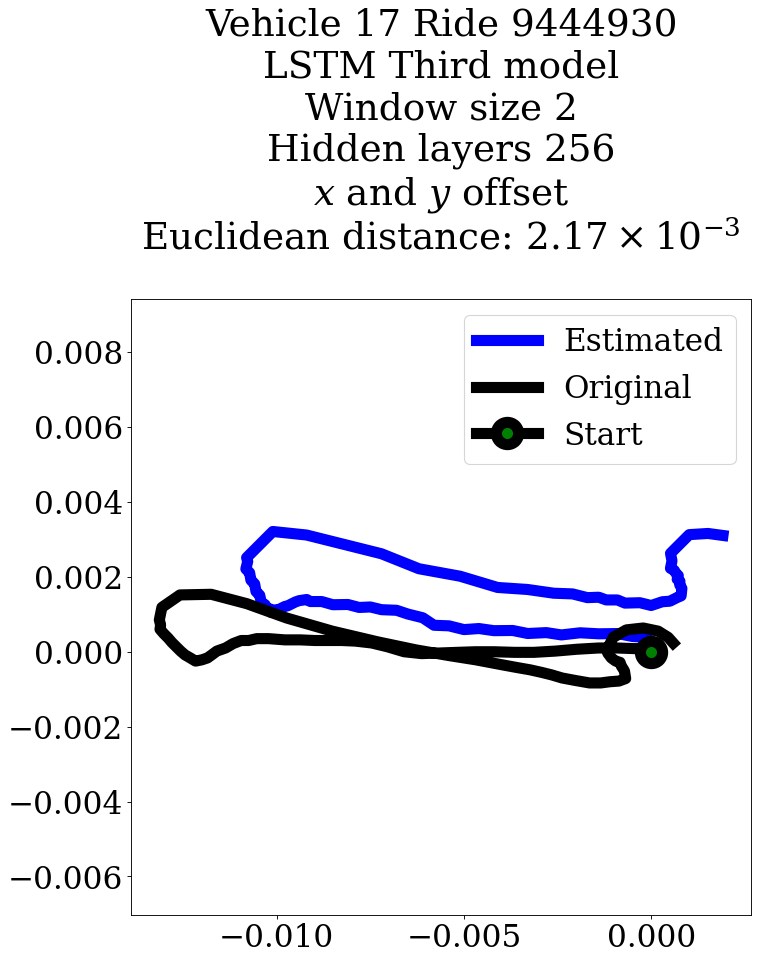 Vehicle 17 Ride 9444930
LSTM Third model
Window size 2
Hidden layers 256
x and y offset
Euclidean distance: 2.17 × 10⁻³
Estimated
Original
Start
0.008
0.006
0.004
0.002
0.000
−0.002
−0.004
−0.006
−0.010
−0.005
0.000